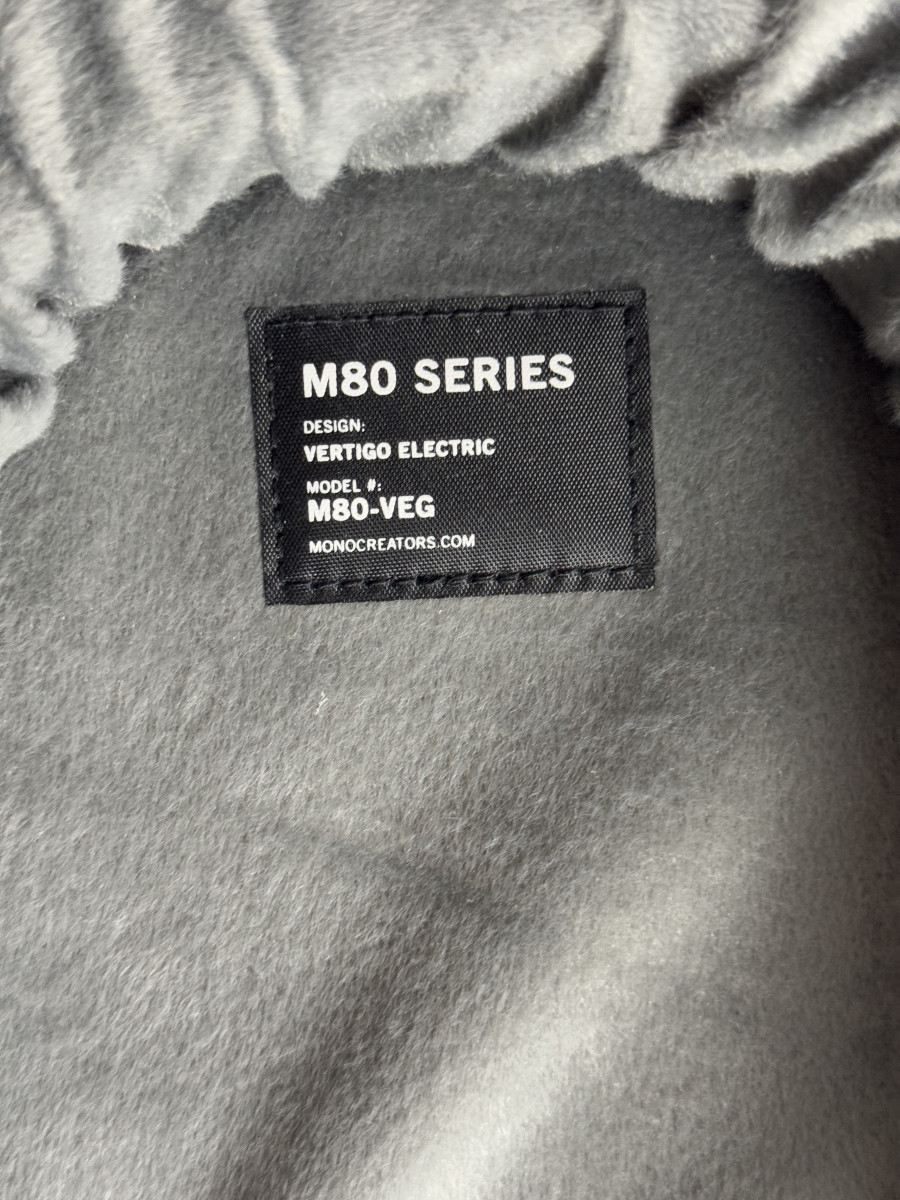 M80 SERIES
DESIGN:
VERTIGO ELECTRIC
MODEL #:
M80-VEG
MONOCREATORS.COM